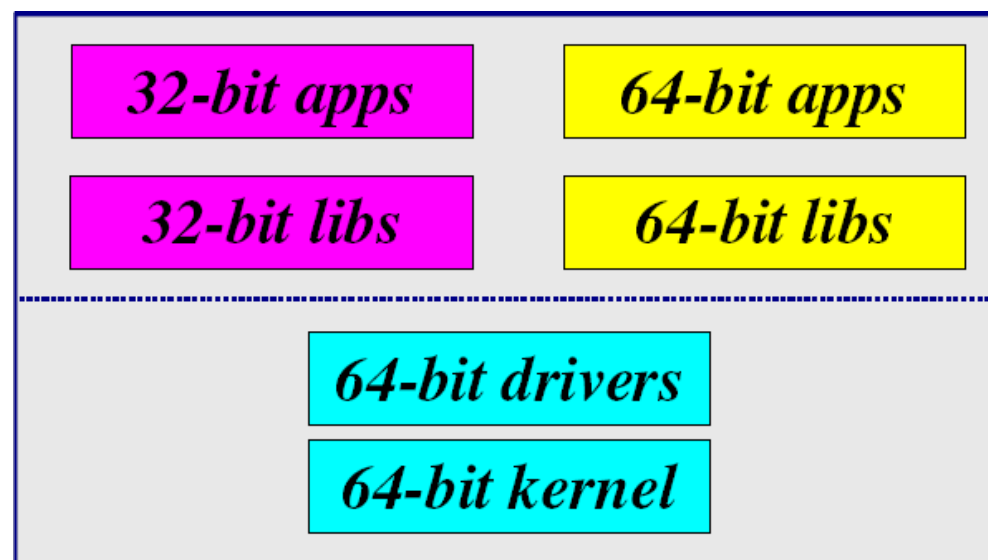 32-bit apps
64-bit apps
32-bit libs
64-bit libs
64-bit drivers
64-bit kernel